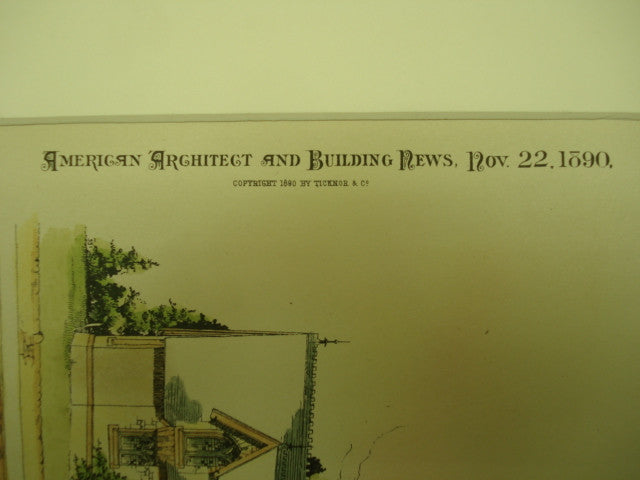 American Architect and Building News, Nov. 22, 1890.
COPYRIGHT 1890 BY TICKNOR & Co